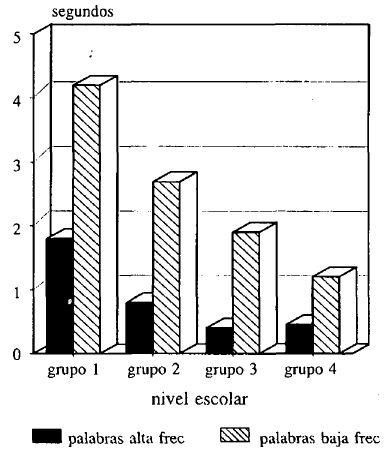 segundos
5
4
3
2
1
0
grupo 1 grupo 2 grupo 3 grupo 4
nivel escolar
palabras alta frec palabras baja frec